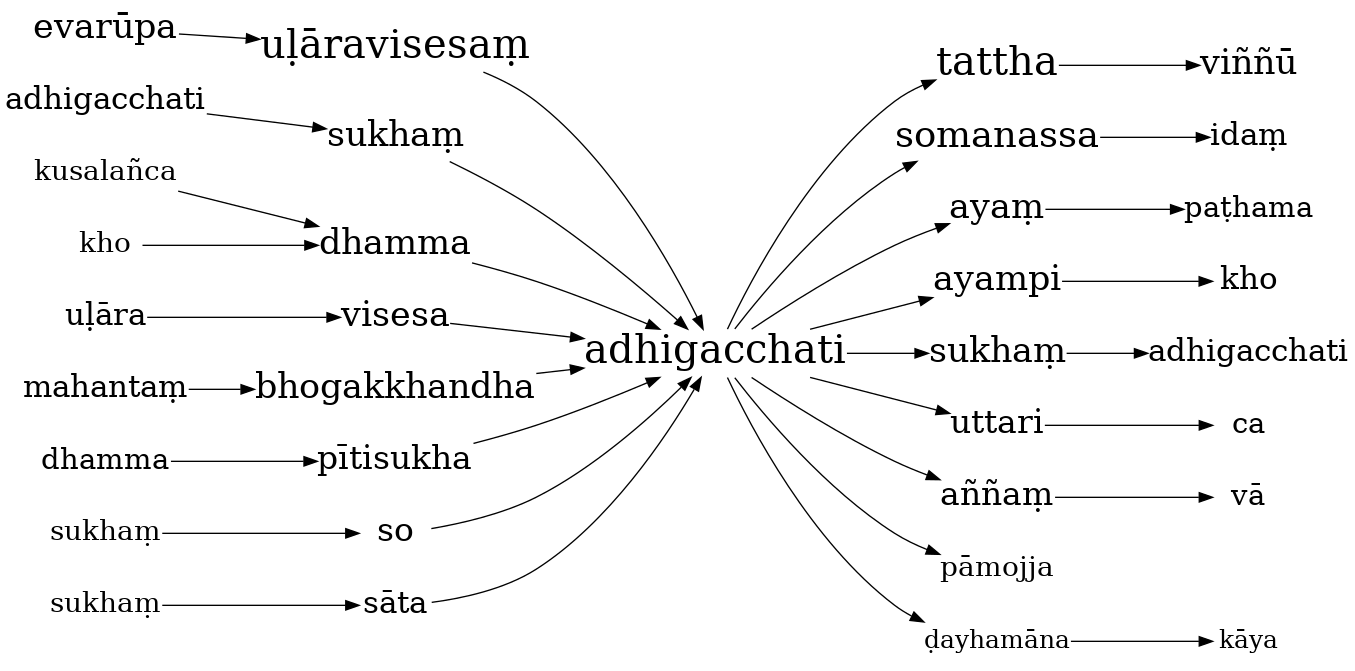 evarūpa
uḷāravisesaṃ
adhigacchati
sukhaṃ
kusalañca
kho
dhamma
uḷāra
visesa
mahantaṃ
bhogakkhandha
dhamma
pītisukha
sukhaṃ
so
sukhaṃ
sāta
adhigacchati
tattha
viññū
somanassa
idaṃ
ayaṃ
paṭhama
ayampi
kho
sukhaṃ
adhigacchati
uttari
ca
aññaṃ
vā
pāmojja
ḍayhamāna
kāya